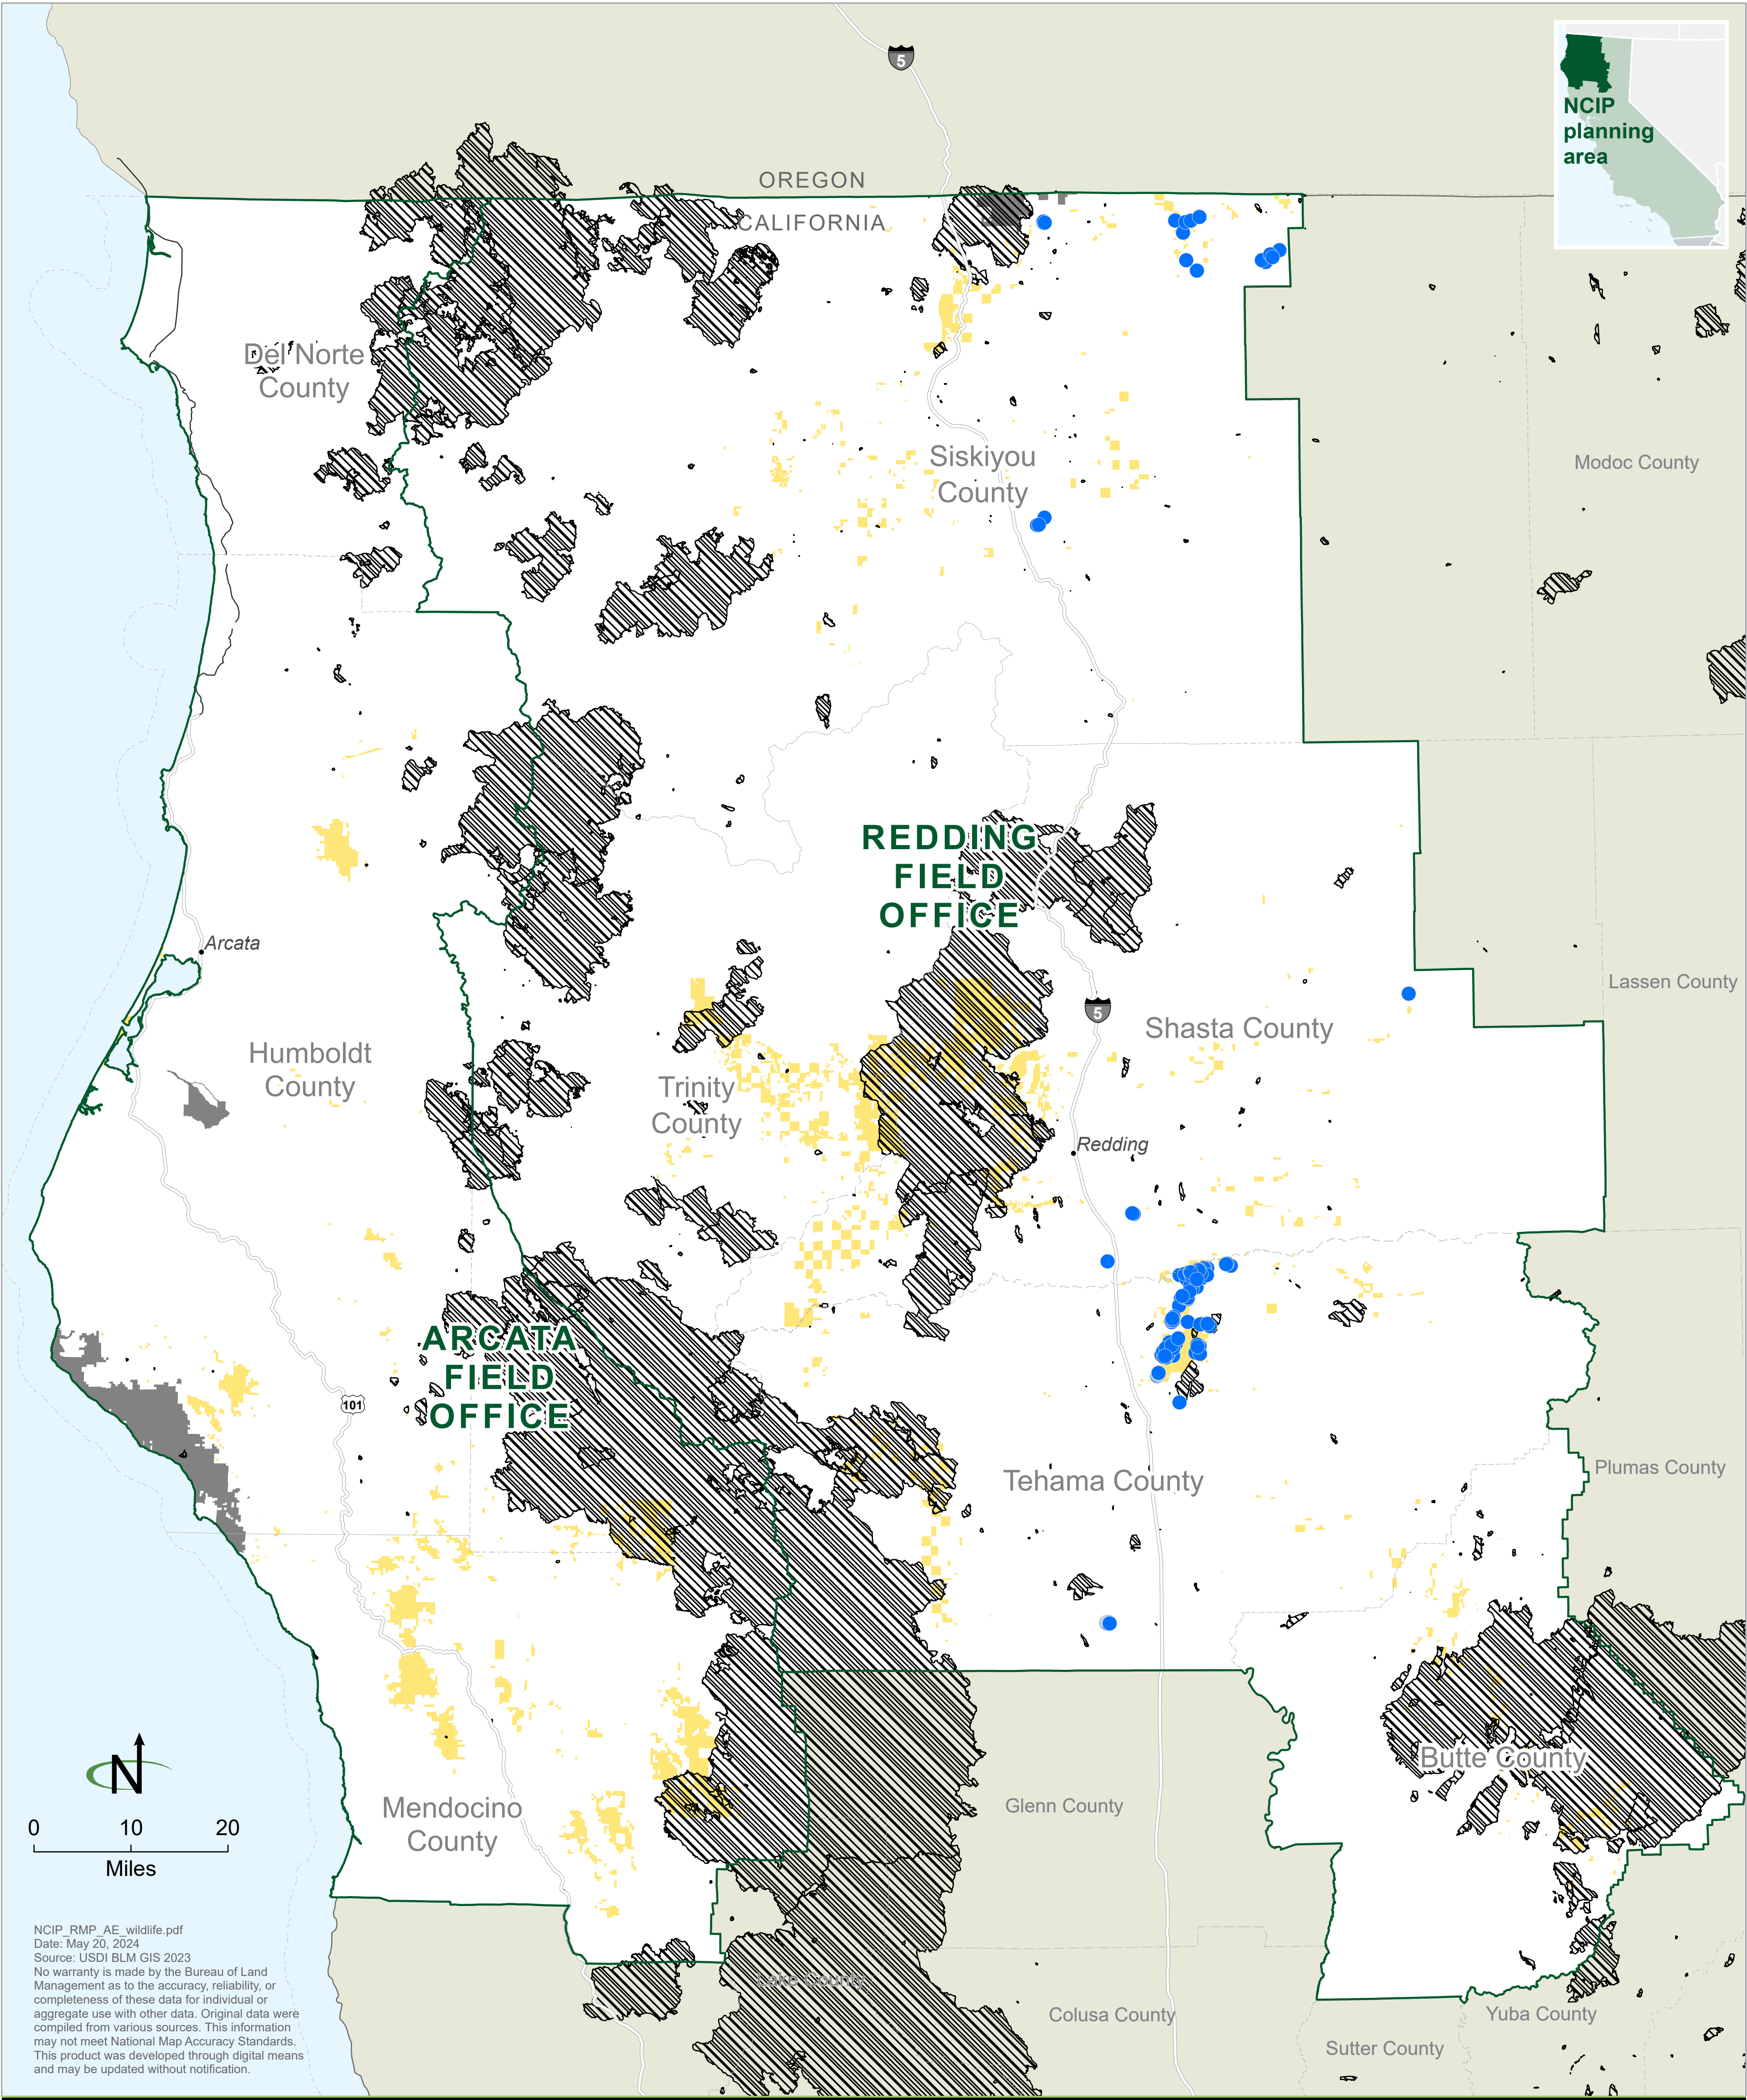 5
NCIP
planning
area
OREGON
CALIFORNIA
Del Norte
County
Siskiyou
County
Modoc County
REDDING
FIELD
OFFICE
Arcata
Lassen County
5
Shasta County
Humboldt
County
Trinity
County
Redding
ARCATA
FIELD
OFFICE
101
Tehama County
Plumas County
Butte County
N
Glenn County
Mendocino
County
0 10 20
Miles
NCIP_RMP_AE_wildlife.pdf
Date: May 20, 2024
Source: USDI BLM GIS 2023
No warranty is made by the Bureau of Land
Management as to the accuracy, reliability, or
completeness of these data for individual or
aggregate use with other data. Original data were
compiled from various sources. This information
may not meet National Map Accuracy Standards.
This product was developed through digital means
and may be updated without notification.
Lake County
Colusa County
Yuba County
Sutter County